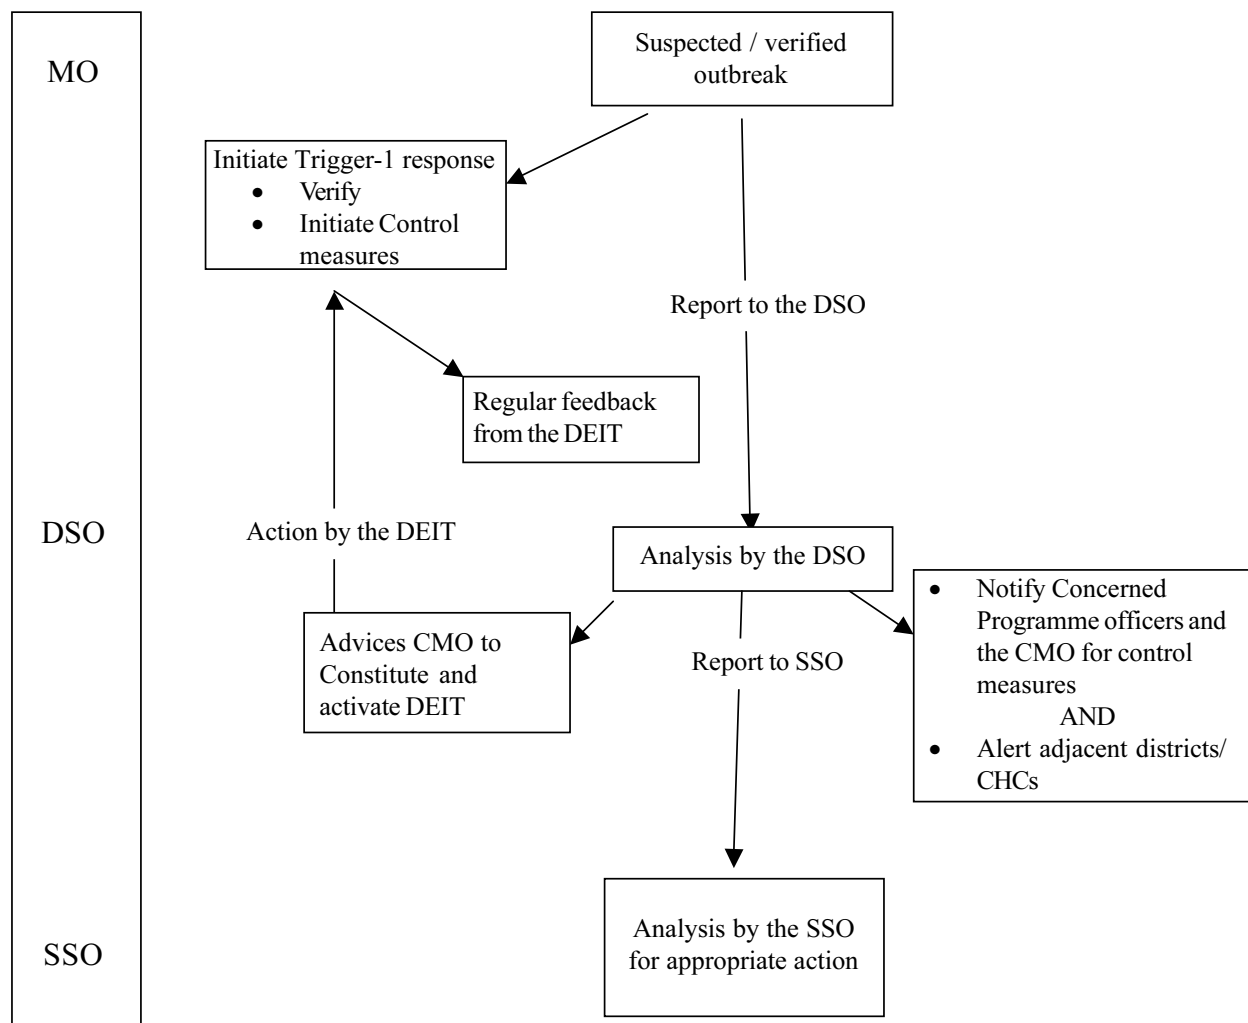 MO
Suspected / verified
outbreak
Initiate Trigger-1 response
• Verify
• Initiate Control
measures
Report to the DSO
Regular feedback
from the DEIT
DSO
Action by the DEIT
Analysis by the DSO
• Notify Concerned
Programme officers and
the CMO for control
measures
AND
• Alert adjacent districts/
CHCs
Advices CMO to
Constitute and
activate DEIT
Report to SSO
SSO
Analysis by the SSO
for appropriate action